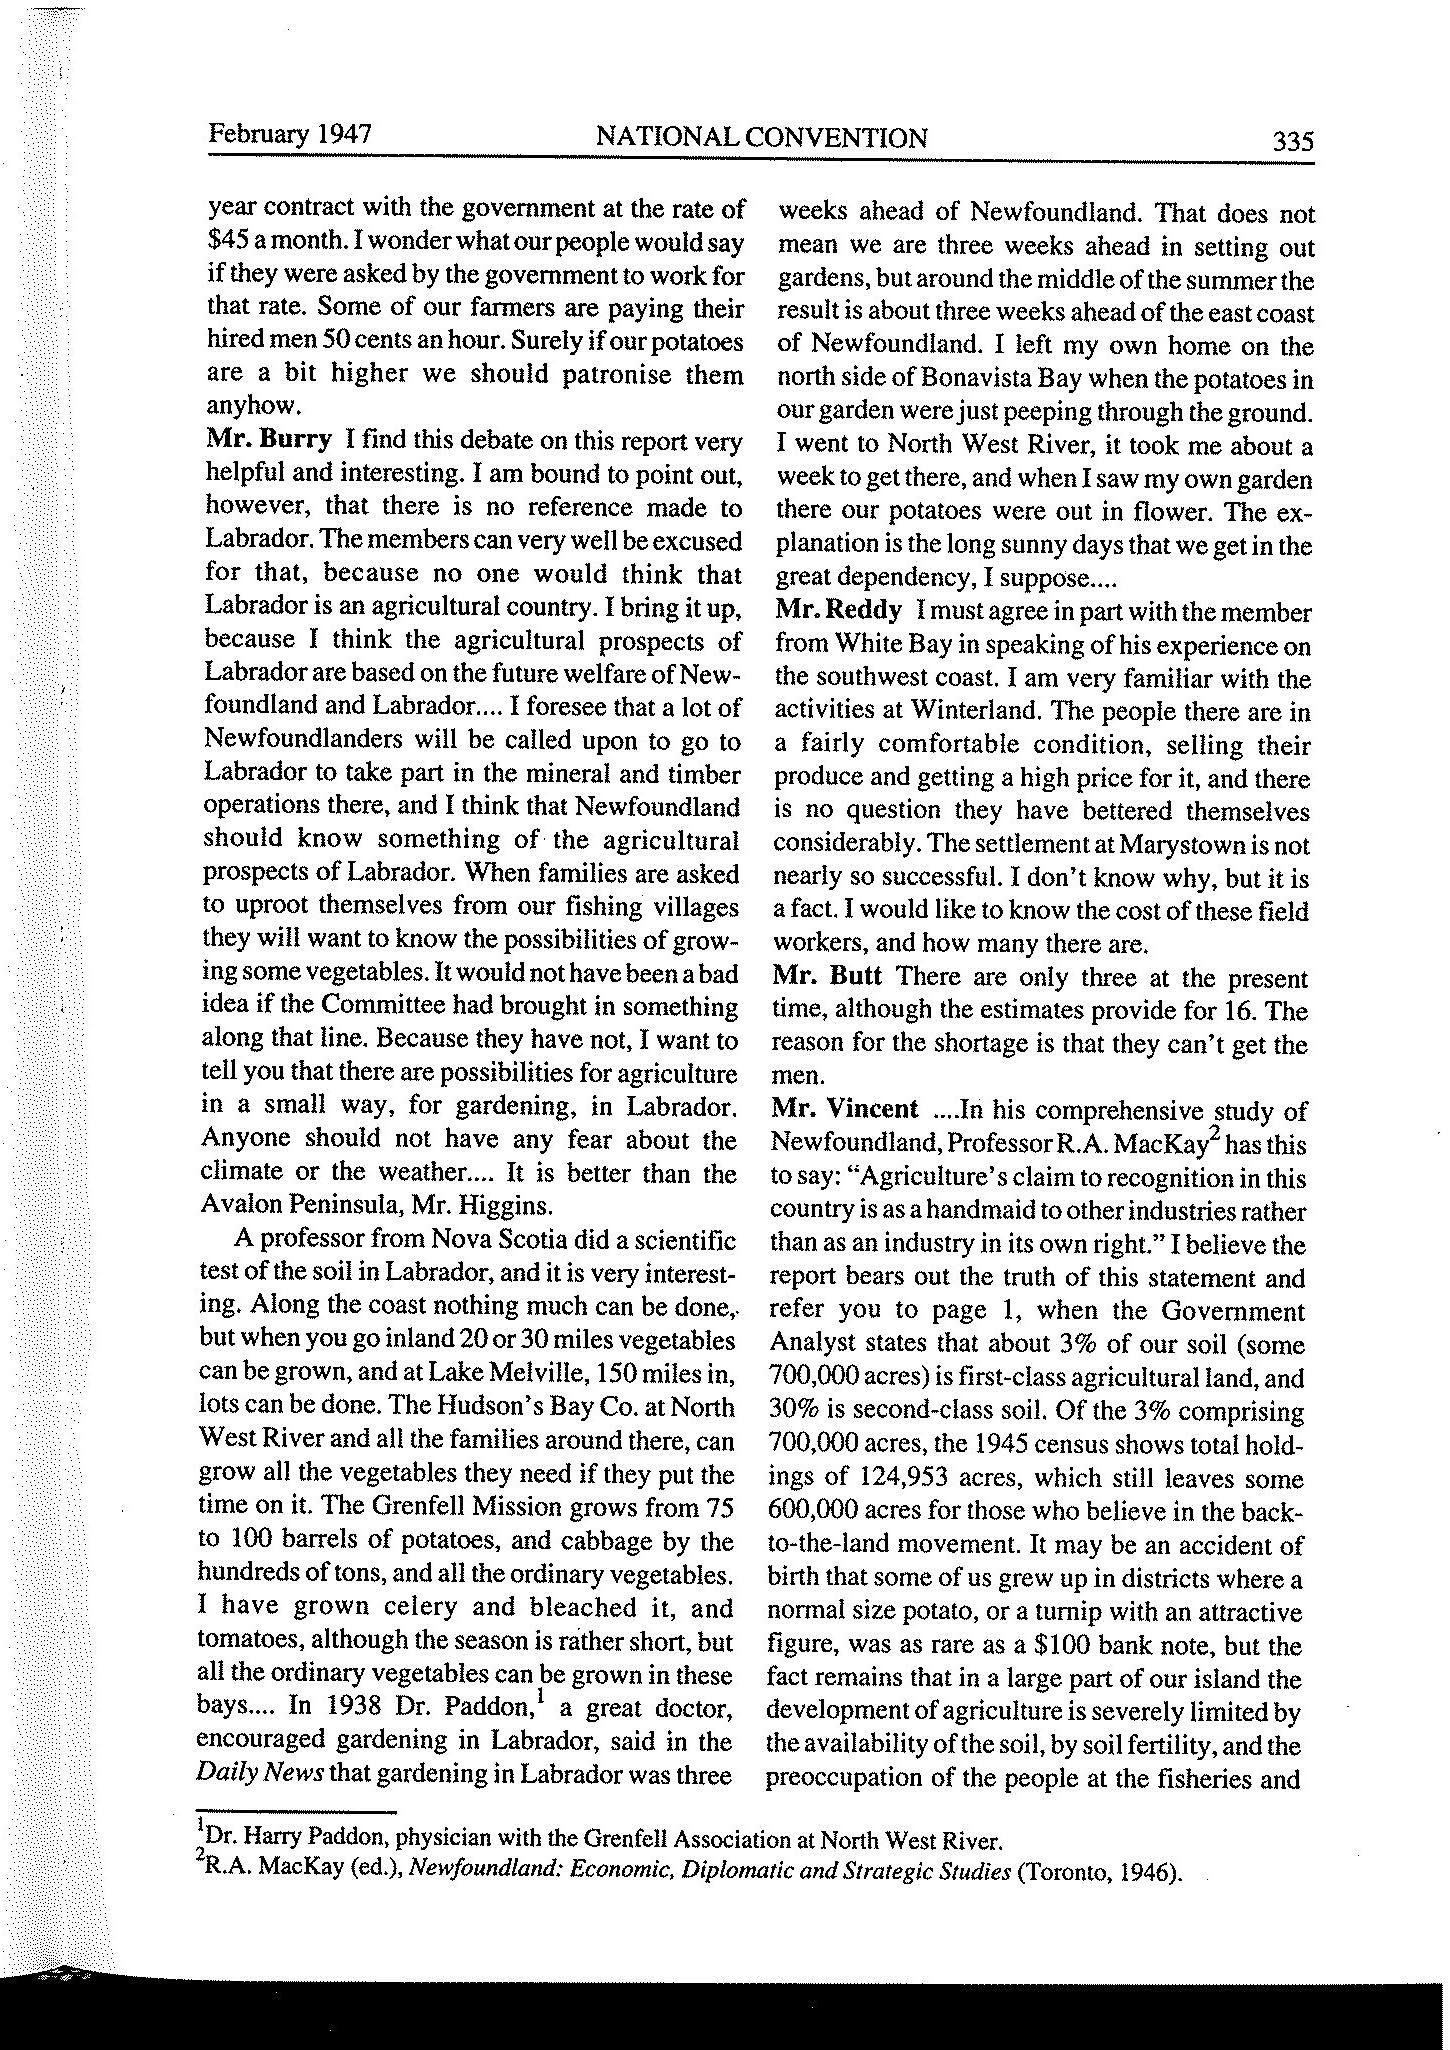 February 1947 NATIONAL CONVENTION 335
year contract with the government at the rate of
$45 a month. I wonder what our people would say
if they were asked by the government to work for
that rate. Some of our farmers are paying their
hired men 50 cents an hour. Surely if our potatoes
are a bit higher we should patronise them
anyhow.
Mr. Burry I find this debate on this report very
helpful and interesting. I am bound to point out,
however, that there is no reference made to
Labrador. The members can very well be excused
for that, because no one would think that
Labrador is an agricultural country. I bring it up,
because I think the agricultural prospects of
Labrador are based on the future welfare of New-
foundland and Labrador.... I foresee that a lot of
Newfoundlanders will be called upon to go to
Labrador to take part in the mineral and timber
operations there, and I think that Newfoundland
should know something of the agricultural
prospects of Labrador. When families are asked
to uproot themselves from our fishing villages
they will want to know the possibilities of grow-
ing some vegetables. It would not have been a bad
idea if the Committee had brought in something
along that line. Because they have not, I want to
tell you that there are possibilities for agriculture
in a small way, for gardening, in Labrador.
Anyone should not have any fear about the
climate or the weather.... It is better than the
Avalon Peninsula, Mr. Higgins.
A professor from Nova Scotia did a scientific
test of the soil in Labrador, and it is very interest-
ing. Along the coast nothing much can be done,
but when you go inland 20 or 30 miles vegetables
can be grown, and at Lake Melville, 150 miles in,
lots can be done. The Hudson's Bay Co. at North
West River and all the families around there, can
grow all the vegetables they need if they put the
time on it. The Grenfell Mission grows from 75
to 100 barrels of potatoes, and cabbage by the
hundreds of tons, and all the ordinary vegetables.
I have grown celery and bleached it, and
tomatoes, although the season is rather short, but
all the ordinary vegetables can be grown in these
bays.... In 1938 Dr. Paddon,1 a great doctor,
encouraged gardening in Labrador, said in the
Daily News that gardening in Labrador was three
weeks ahead of Newfoundland. That does not
mean we are three weeks ahead in setting out
gardens, but around the middle of the summer the
result is about three weeks ahead of the east coast
of Newfoundland. I left my own home on the
north side of Bonavista Bay when the potatoes in
our garden were just peeping through the ground.
I went to North West River, it took me about a
week to get there, and when I saw my own garden
there our potatoes were out in flower. The ex-
planation is the long sunny days that we get in the
great dependency, I suppose....
Mr. Reddy I must agree in part with the member
from White Bay in speaking of his experience on
the southwest coast. I am very familiar with the
activities at Winterland. The people there are in
a fairly comfortable condition, selling their
produce and getting a high price for it, and there
is no question they have bettered themselves
considerably. The settlement at Marystown is not
nearly so successful. I don't know why, but it is
a fact. I would like to know the cost of these field
workers, and how many there are.
Mr. Butt There are only three at the present
time, although the estimates provide for 16. The
reason for the shortage is that they can't get the
men.
Mr. Vincent ....In his comprehensive study of
Newfoundland, Professor R.A. MacKay2 has this
to say: "Agriculture's claim to recognition in this
country is as a handmaid to other industries rather
than as an industry in its own right." I believe the
report bears out the truth of this statement and
refer you to page 1, when the Government
Analyst states that about 3% of our soil (some
700,000 acres) is first-class agricultural land, and
30% is second-class soil. Of the 3% comprising
700,000 acres, the 1945 census shows total hold-
ings of 124,953 acres, which still leaves some
600,000 acres for those who believe in the back-
to-the-land movement. It may be an accident of
birth that some of us grew up in districts where a
normal size potato, or a turnip with an attractive
figure, was as rare as a $100 bank note, but the
fact remains that in a large part of our island the
development of agriculture is severely limited by
the availability of the soil, by soil fertility, and the
preoccupation of the people at the fisheries and
1Dr. Harry Paddon, physician with the Grenfell Association at North West River.
2R.A. MacKay (ed.), Newfoundland: Economic, Diplomatic and Strategic Studies (Toronto, 1946).